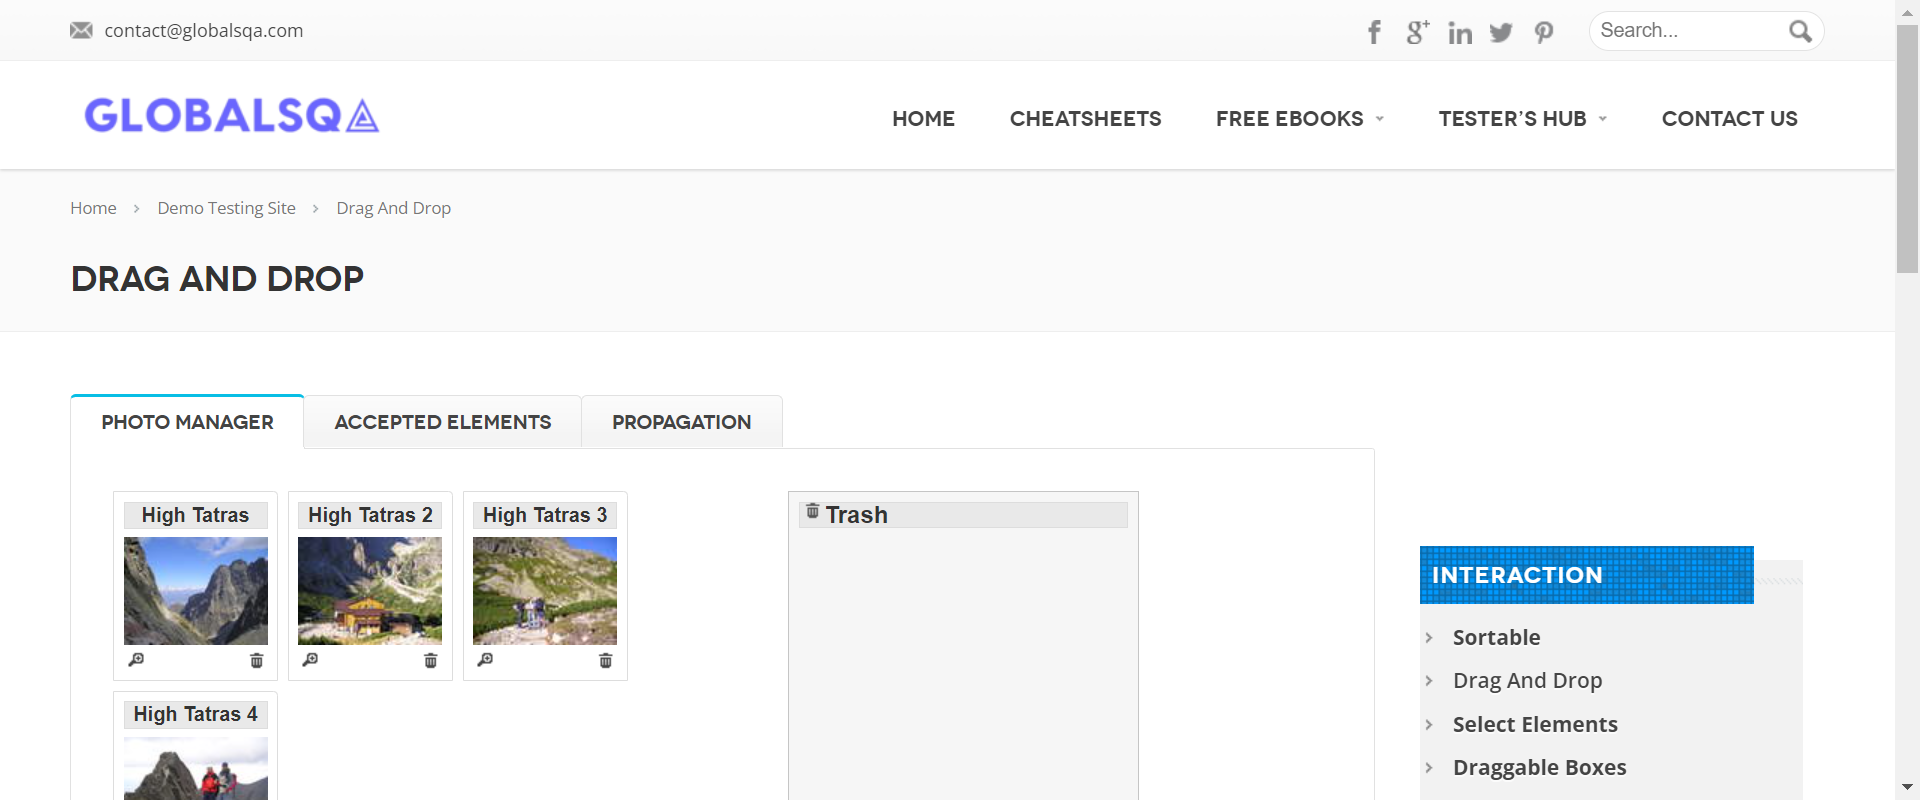 contact@globalsqa.com
Search...
GLOBALSQA
HOME
CHEATSHEETS
FREE EBOOKS
TESTER’S HUB
CONTACT US
Home
Demo Testing Site
Drag And Drop
DRAG AND DROP
PHOTO MANAGER
ACCEPTED ELEMENTS
PROPAGATION
High Tatras
High Tatras 2
High Tatras 3
Trash
High Tatras 4
INTERACTION
Sortable
Drag And Drop
Select Elements
Draggable Boxes